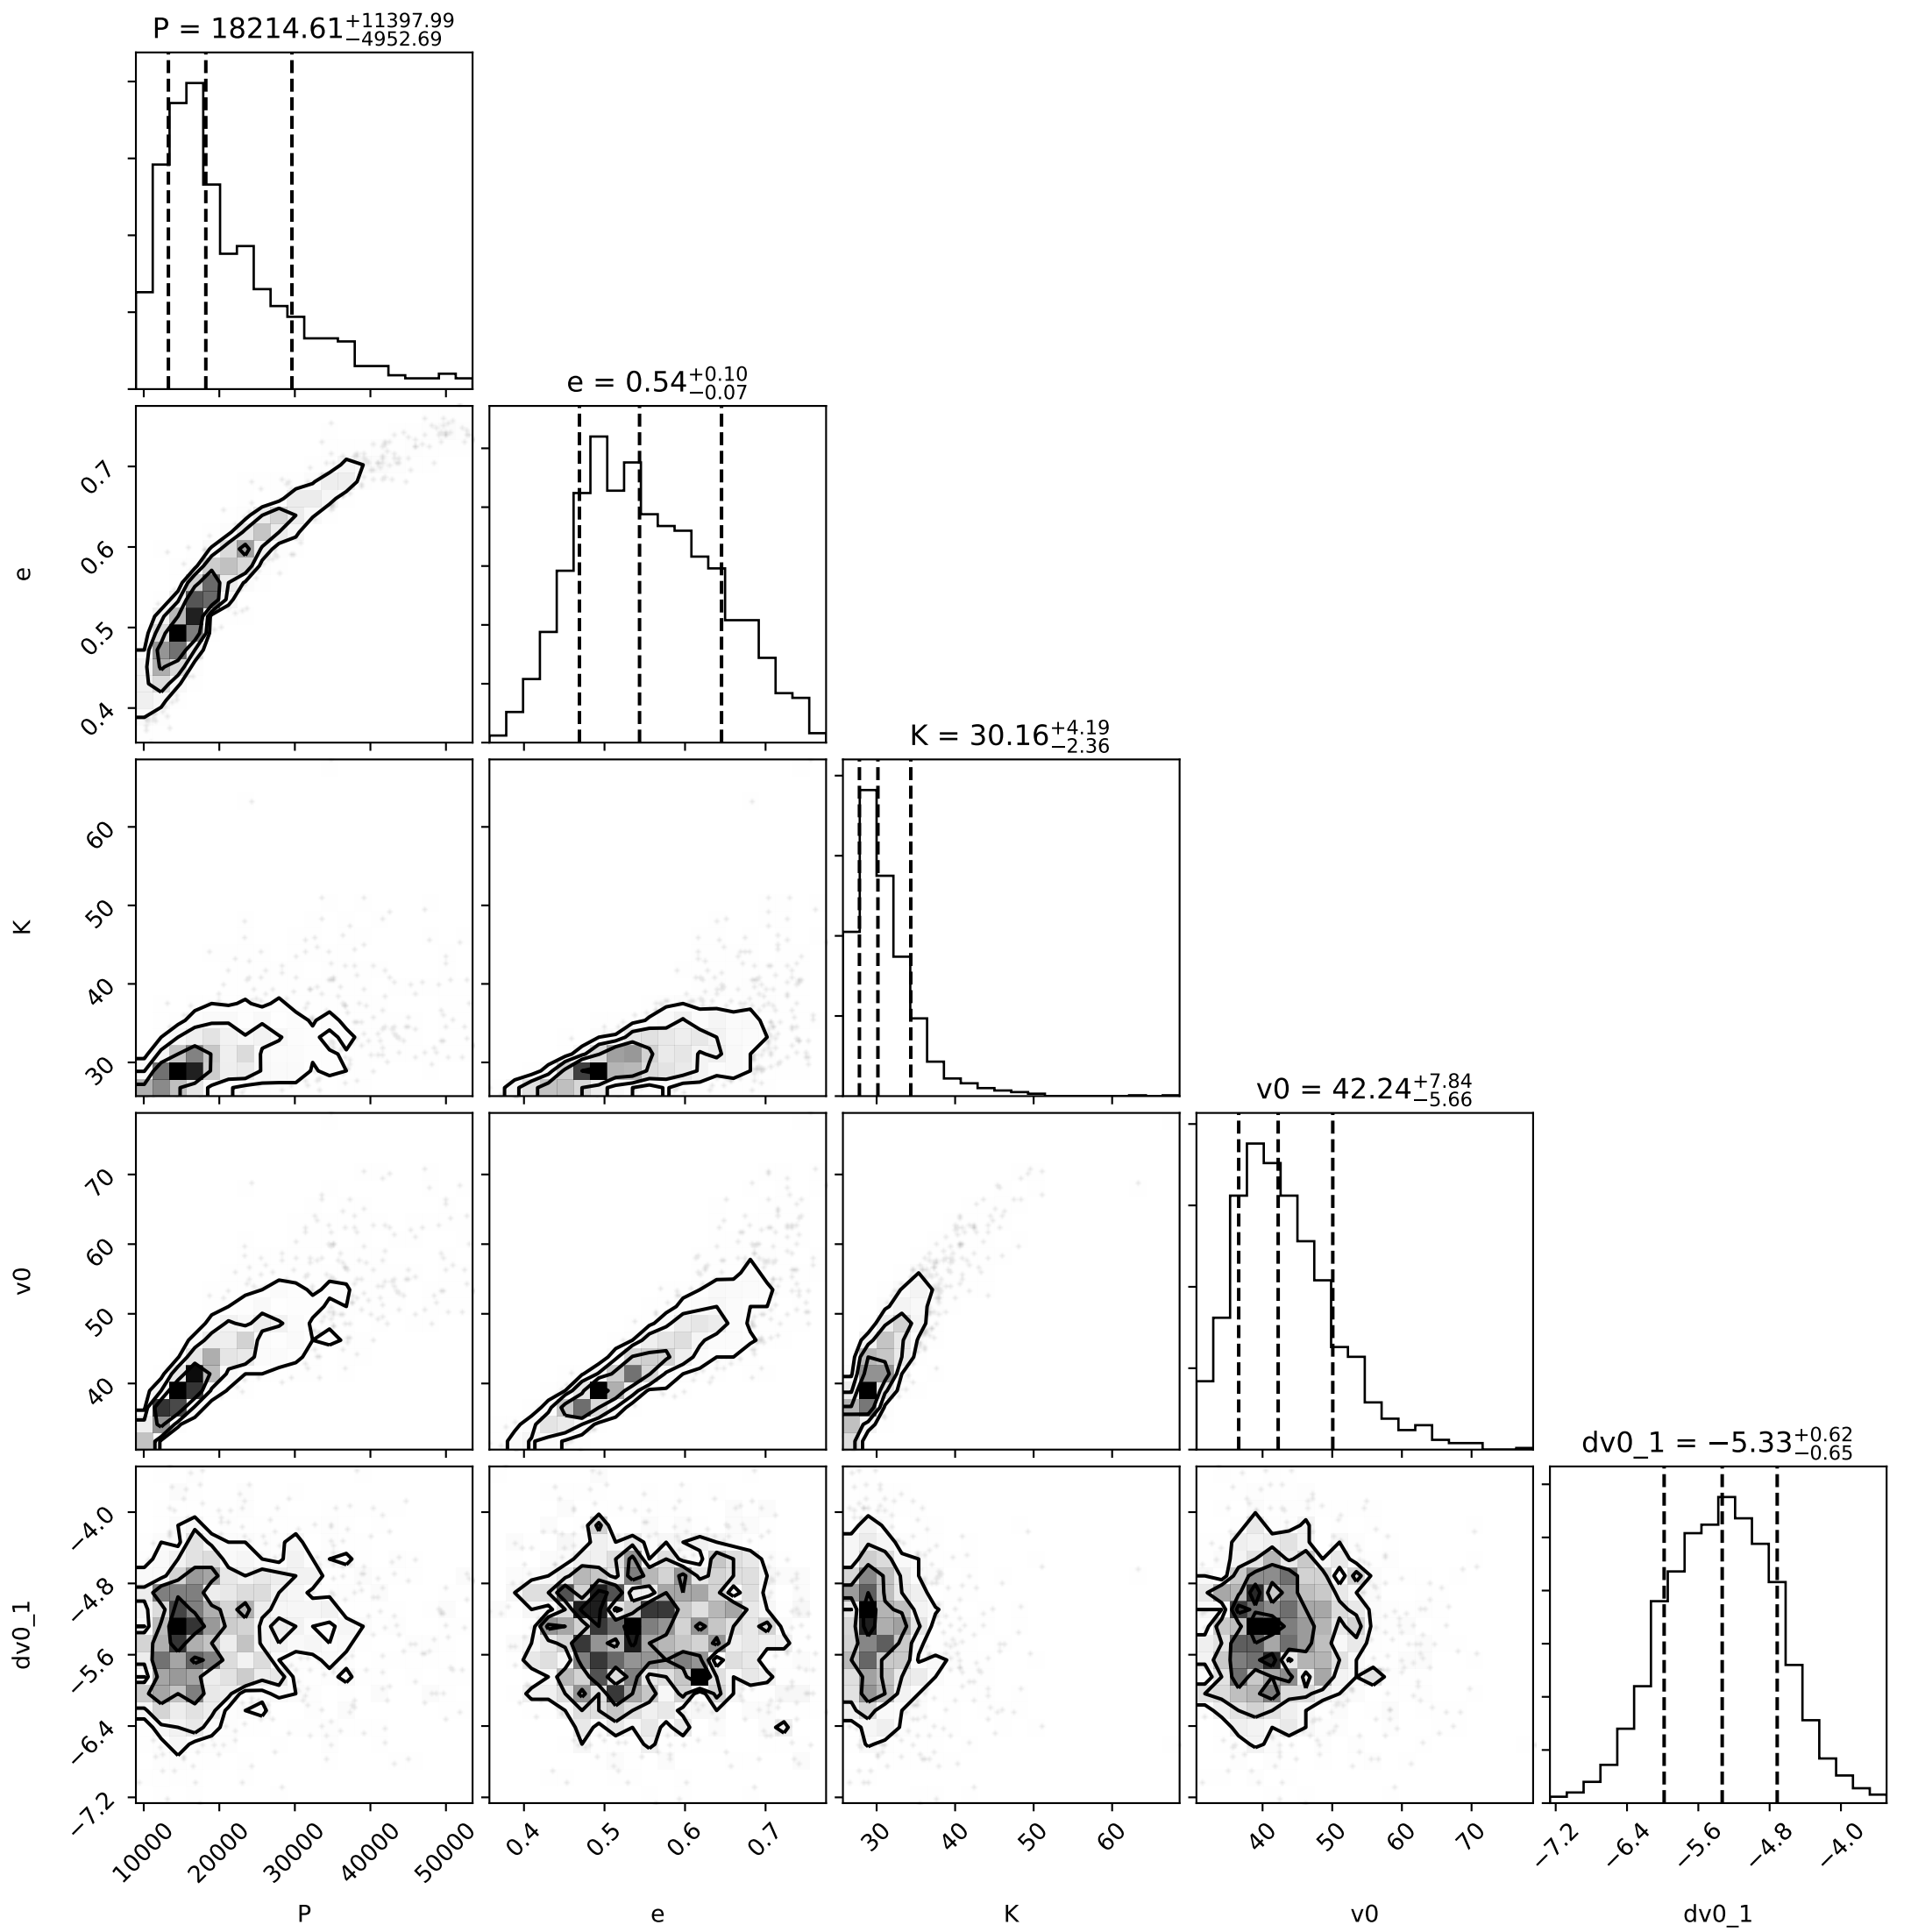 P = 18214.61+11397.99−4952.69
e = 0.54+0.10−0.07
0.7
0.6
0.5
0.4
e
K = 30.16+4.19−2.36
60
50
40
30
K
v0 = 42.24+7.84−5.66
70
60
50
40
v0
dv0_1 = −5.33+0.62−0.65
−4.0
−4.8
−5.6
−6.4
−7.2
dv0_1
10000 20000 30000 40000 50000
0.4 0.5 0.6 0.7
30 40 50 60
40 50 60 70
−7.2 −6.4 −5.6 −4.8 −4.0
P e K v0 dv0_1